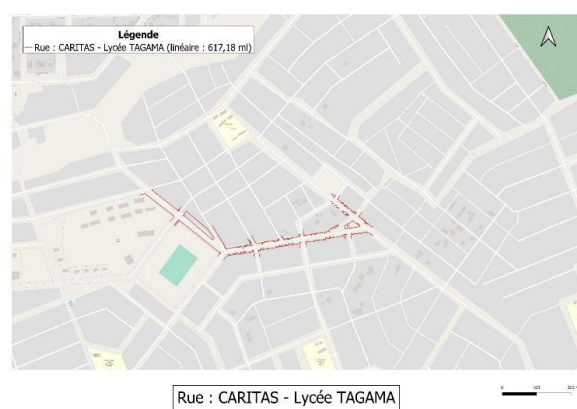 Légende
Rue : CARITAS - Lycée TAGAMA (linéaire : 617,18 ml)
Rue : CARITAS - Lycée TAGAMA